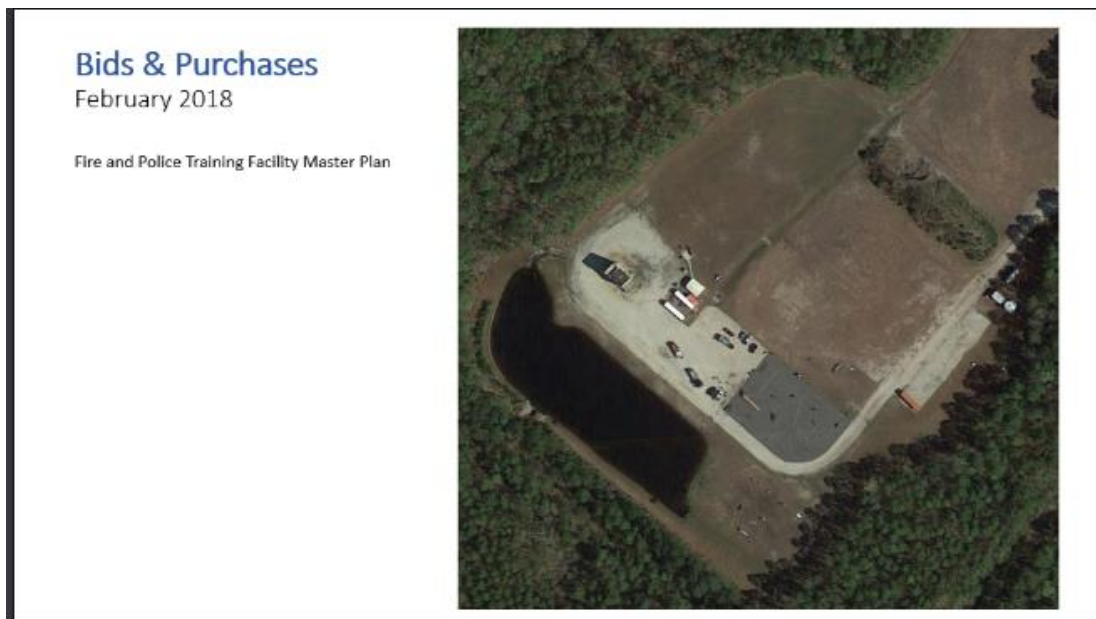 Bids & Purchases
February 2018
Fire and Police Training Facility Master Plan